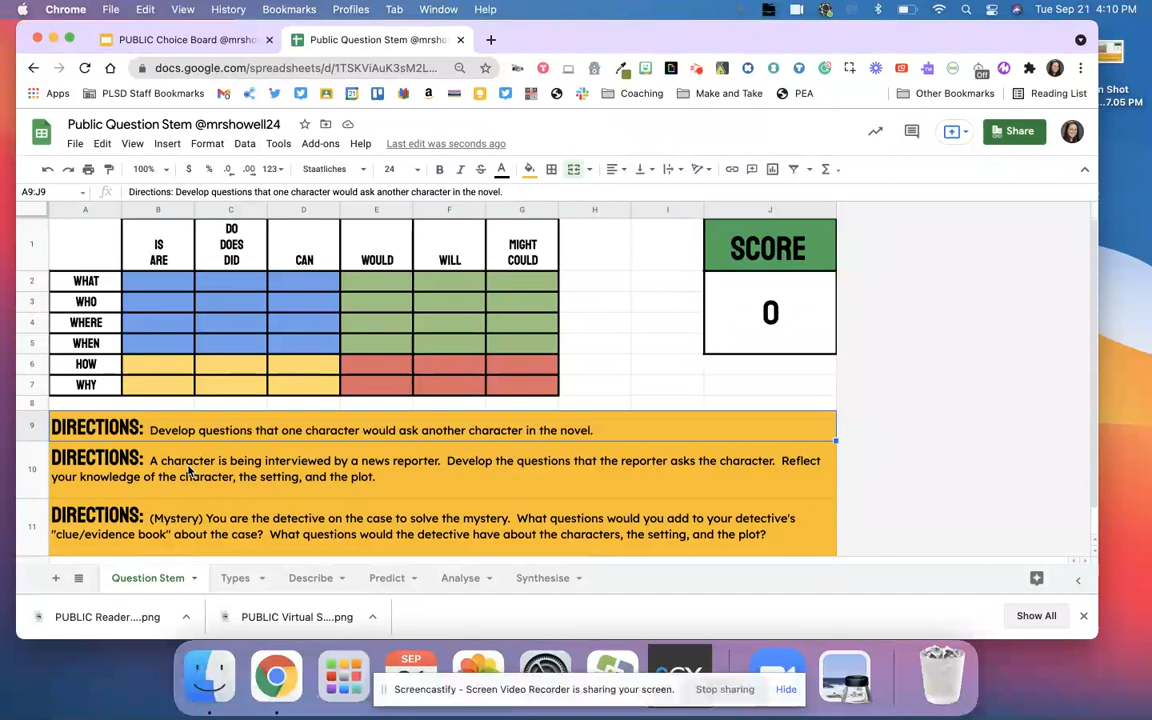 Chrome File Edit View History Bookmarks Profiles Tab Window Help Tue Sep 21 4:10 PM
PUBLIC Choice Board @mrsho × Public Question Stem @mrsho × +
docs.google.com/spreadsheets/d/1TSKViAuK3sM2L... Off
Apps PLSD Staff Bookmarks Coaching Make and Take PEA Other Bookmarks Reading List
n Shot
...7.05 PM
Public Question Stem @mrshowell24
File Edit View Insert Format Data Tools Add-ons Help Last edit was seconds ago Share
100% $ % .0 .00 123 Staatliches 24 B I S A
A9:J9 fx Directions: Develop questions that one character would ask another character in the novel.
A B C D E F G H I J
1 IS ARE DO DOES DID CAN WOULD WILL MIGHT COULD SCORE
2 WHAT
3 WHO 0
4 WHERE
5 WHEN
6 HOW
7 WHY
8
9 DIRECTIONS: Develop questions that one character would ask another character in the novel.
10 DIRECTIONS: A character is being interviewed by a news reporter. Develop the questions that the reporter asks the character. Reflect
your knowledge of the character, the setting, and the plot.
11 DIRECTIONS: (Mystery) You are the detective on the case to solve the mystery. What questions would you add to your detective's
"clue/evidence book" about the case? What questions would the detective have about the characters, the setting, and the plot?
+ Question Stem Types Describe Predict Analyse Synthesise
PUBLIC Reader....png PUBLIC Virtual S....png Show All
SEP
Screencastify - Screen Video Recorder is sharing your screen. Stop sharing Hide